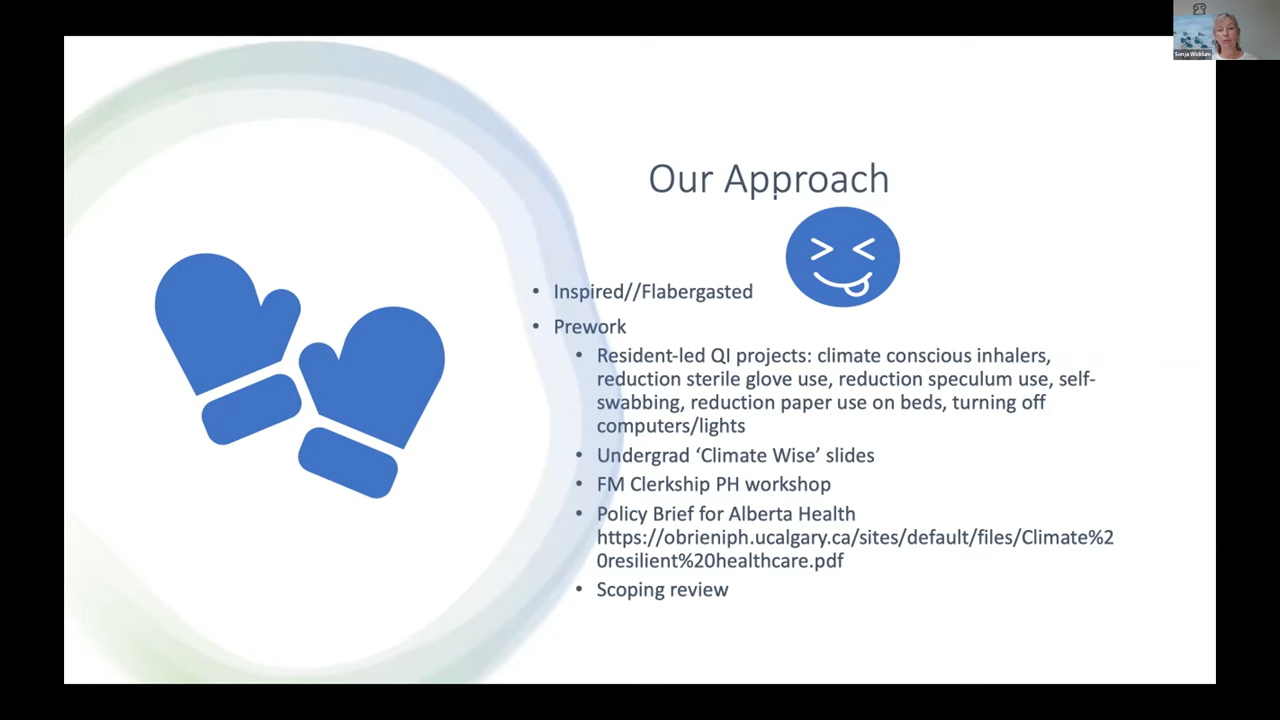 Sonja Wicklum
Our Approach
• Inspired//Flabergasted
• Prework
• Resident-led QI projects: climate conscious inhalers,
reduction sterile glove use, reduction speculum use, self-
swabbing, reduction paper use on beds, turning off
computers/lights
• Undergrad ‘Climate Wise’ slides
• FM Clerkship PH workshop
• Policy Brief for Alberta Health
https://obrieniph.ucalgary.ca/sites/default/files/Climate%2
0resilient%20healthcare.pdf
• Scoping review